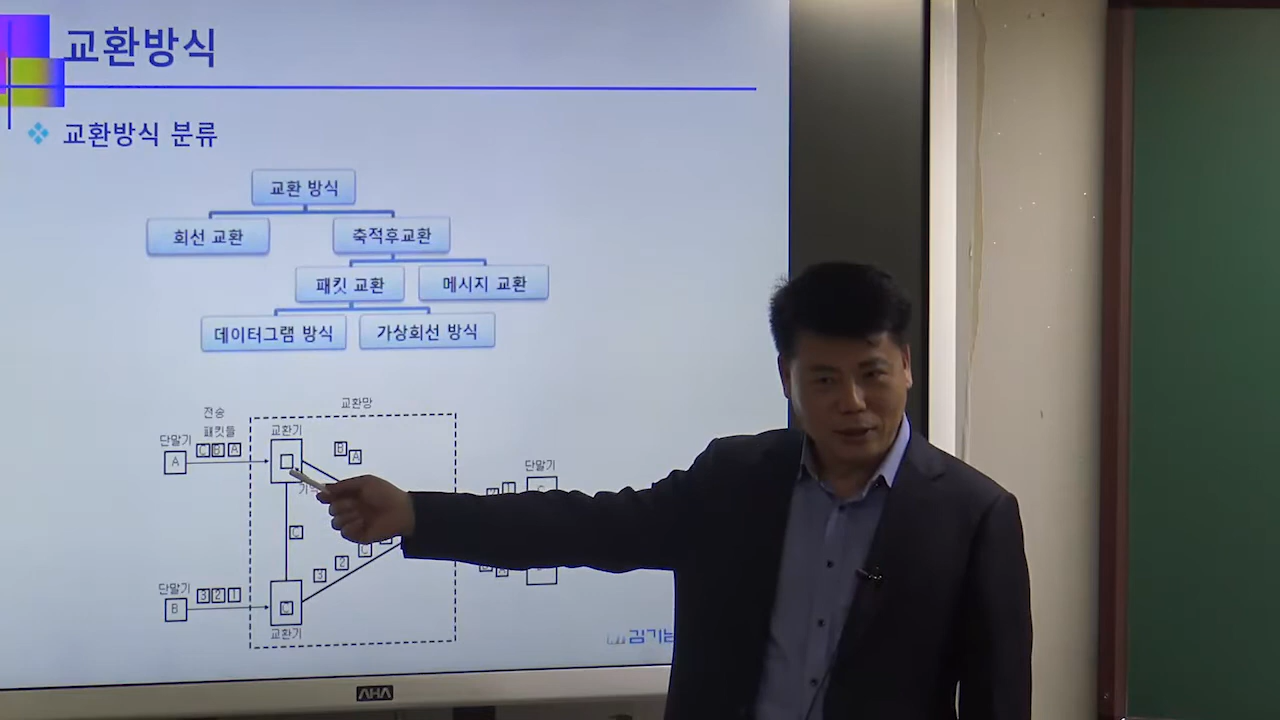 교환방식
교환방식 분류
교환 방식
회선 교환
축적후교환
패킷 교환
메시지 교환
데이터그램 방식
가상회선 방식
교환망
전송
패킷들
단말기
A
C B A
교환기
B
A
단말기
C
3 2 1
C
3
2
단말기
B
3 2 1
교환기
C
AHA